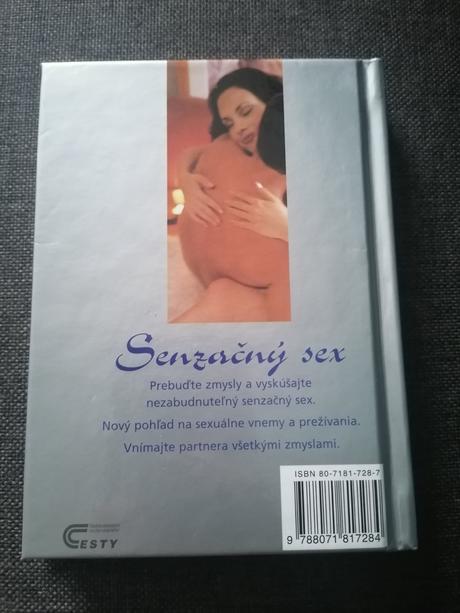 Senzačný sex
Prebuďte zmysly a vyskúšajte
nezabudnuteľný senzačný sex.
Nový pohľad na sexuálne vnemy a prežívania.
Vnímajte partnera všetkými zmyslami.
ISBN 80-7181-728-7
9 788071 817284
CESTY